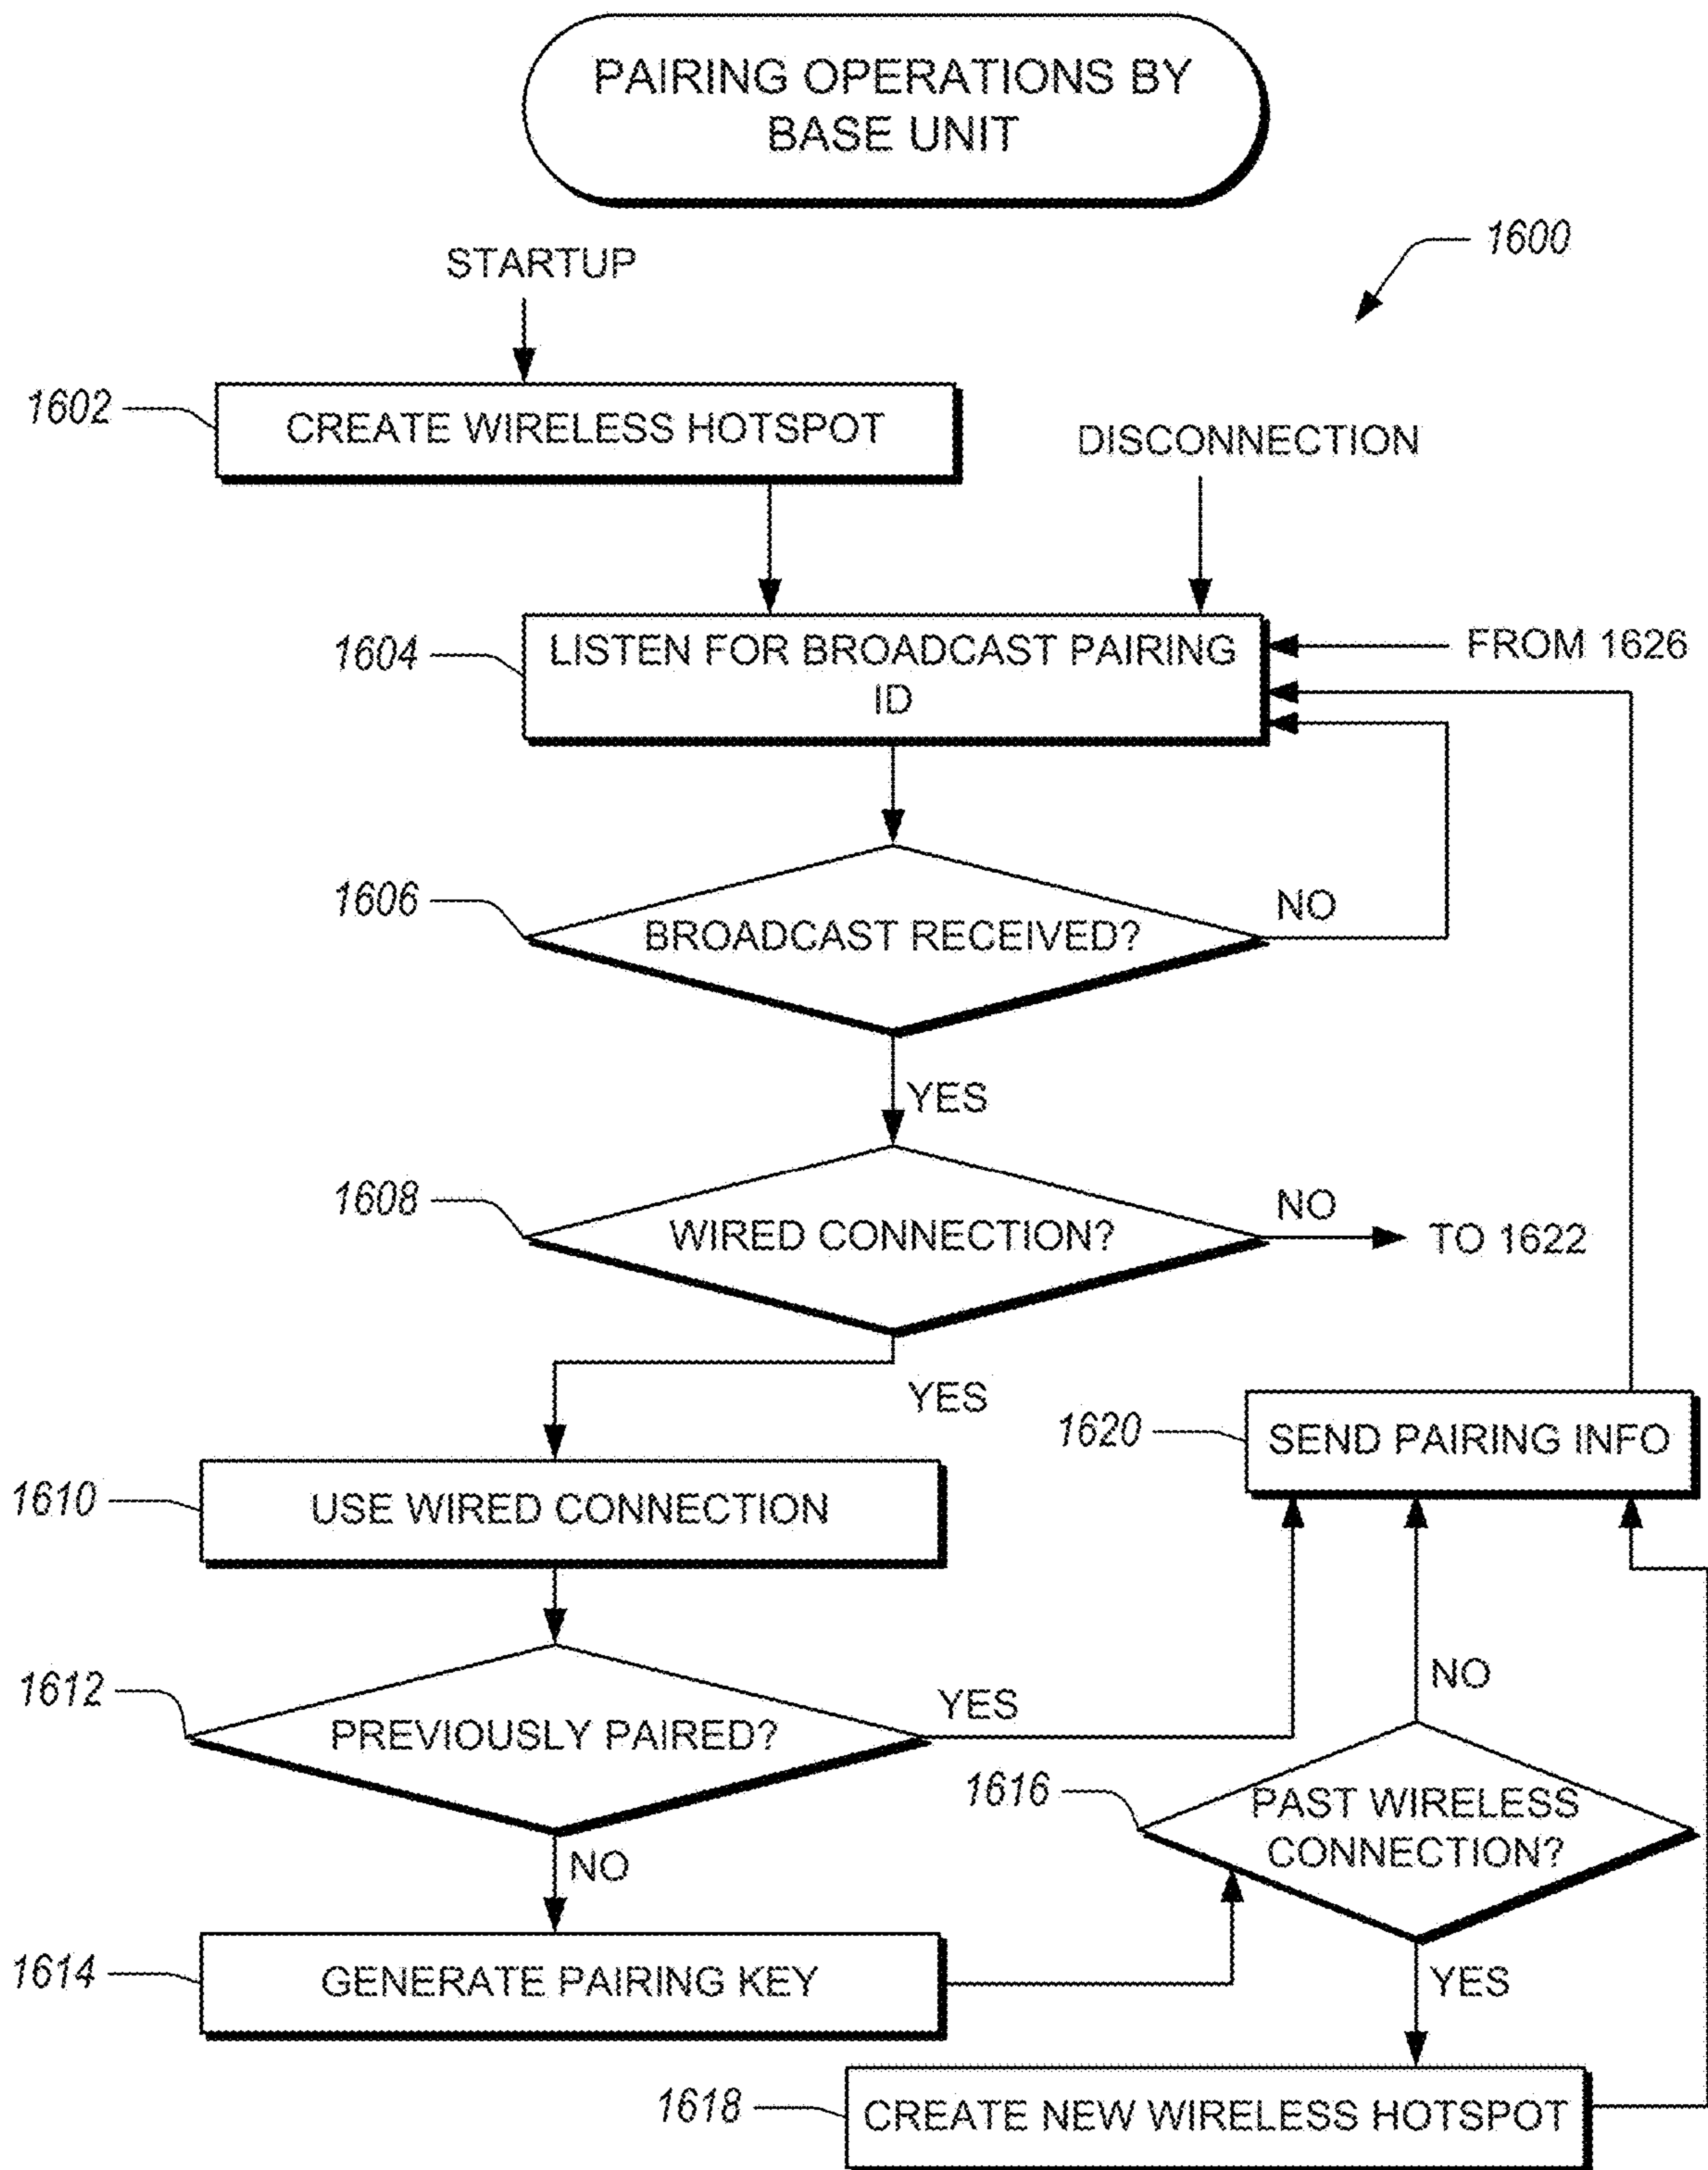 PAIRING OPERATIONS BY
BASE UNIT
1600
STARTUP
1602
CREATE WIRELESS HOTSPOT
DISCONNECTION
1604
LISTEN FOR BROADCAST PAIRING
ID
FROM 1626
1606
BROADCAST RECEIVED?
NO
YES
1608
WIRED CONNECTION?
NO
TO 1622
YES
1620
SEND PAIRING INFO
1610
USE WIRED CONNECTION
1612
PREVIOUSLY PAIRED?
YES
NO
1616
PAST WIRELESS
CONNECTION?
NO
1614
GENERATE PAIRING KEY
YES
1618
CREATE NEW WIRELESS HOTSPOT